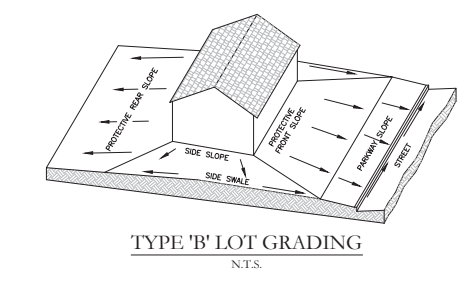 PROTECTIVE REAR SLOPE
SIDE SLOPE
SIDE SWALE
PROTECTIVE
FRONT SLOPE
PARKWAY SLOPE
STREET
TYPE 'B' LOT GRADING
N.T.S.